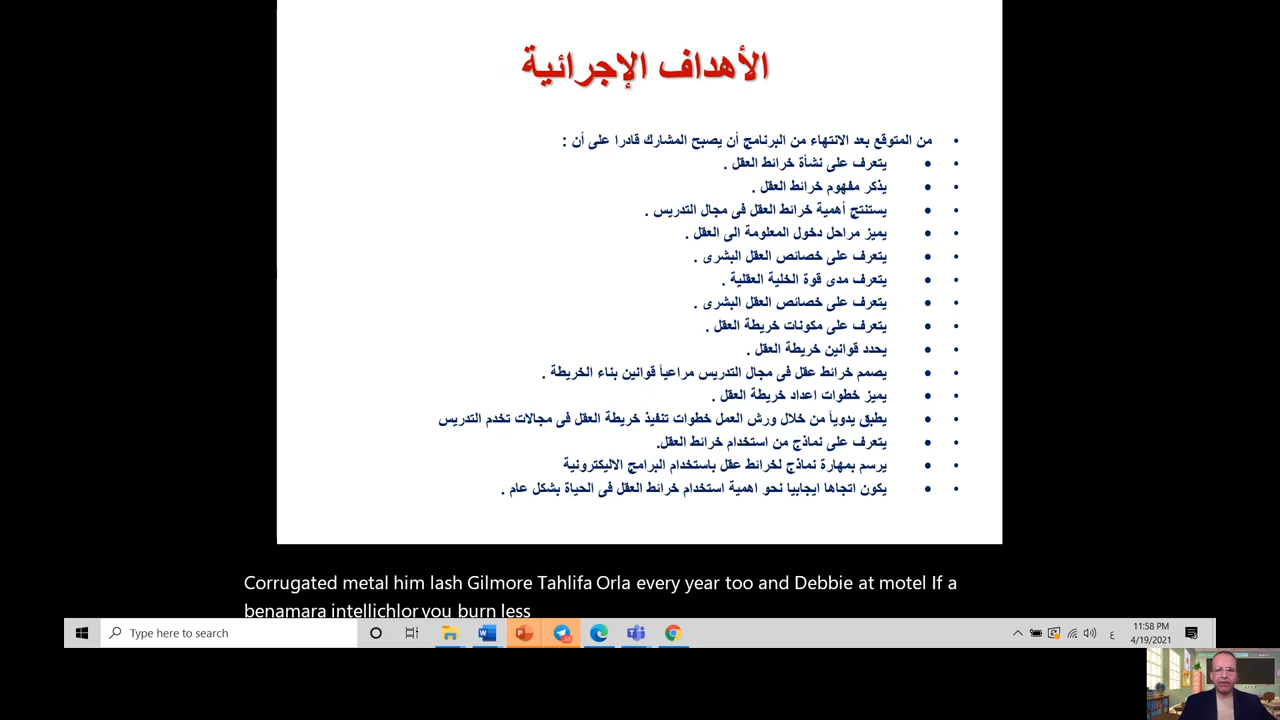 الأهداف الإجرائية
• من المتوقع بعد الانتهاء من البرنامج أن يصبح المشارك قادرا على أن :
• • يتعرف على نشأة خرائط العقل .
• • يذكر مفهوم خرائط العقل .
• • يستنتج أهمية خرائط العقل فى مجال التدريس .
• • يميز مراحل دخول المعلومة الى العقل .
• • يتعرف على خصائص العقل البشرى .
• • يتعرف مدى قوة الخلية العقلية .
• • يتعرف على خصائص العقل البشرى .
• • يتعرف على مكونات خريطة العقل .
• • يحدد قوانين خريطة العقل .
• • يصمم خرائط عقل فى مجال التدريس مراعياً قوانين بناء الخريطة .
• • يميز خطوات اعداد خريطة العقل .
• • يطبق يدوياً من خلال ورش العمل خطوات تنفيذ خريطة العقل فى مجالات تخدم التدريس
• • يتعرف على نماذج من استخدام خرائط العقل.
• • يرسم بمهارة نماذج لخرائط عقل باستخدام البرامج الاليكترونية
• • يكون اتجاها ايجابيا نحو اهمية استخدام خرائط العقل فى الحياة بشكل عام .
Corrugated metal him lash Gilmore Tahlifa Orla every year too and Debbie at motel If a
benamara intellichlor you burn less
Type here to search
ع
11:58 PM
4/19/2021